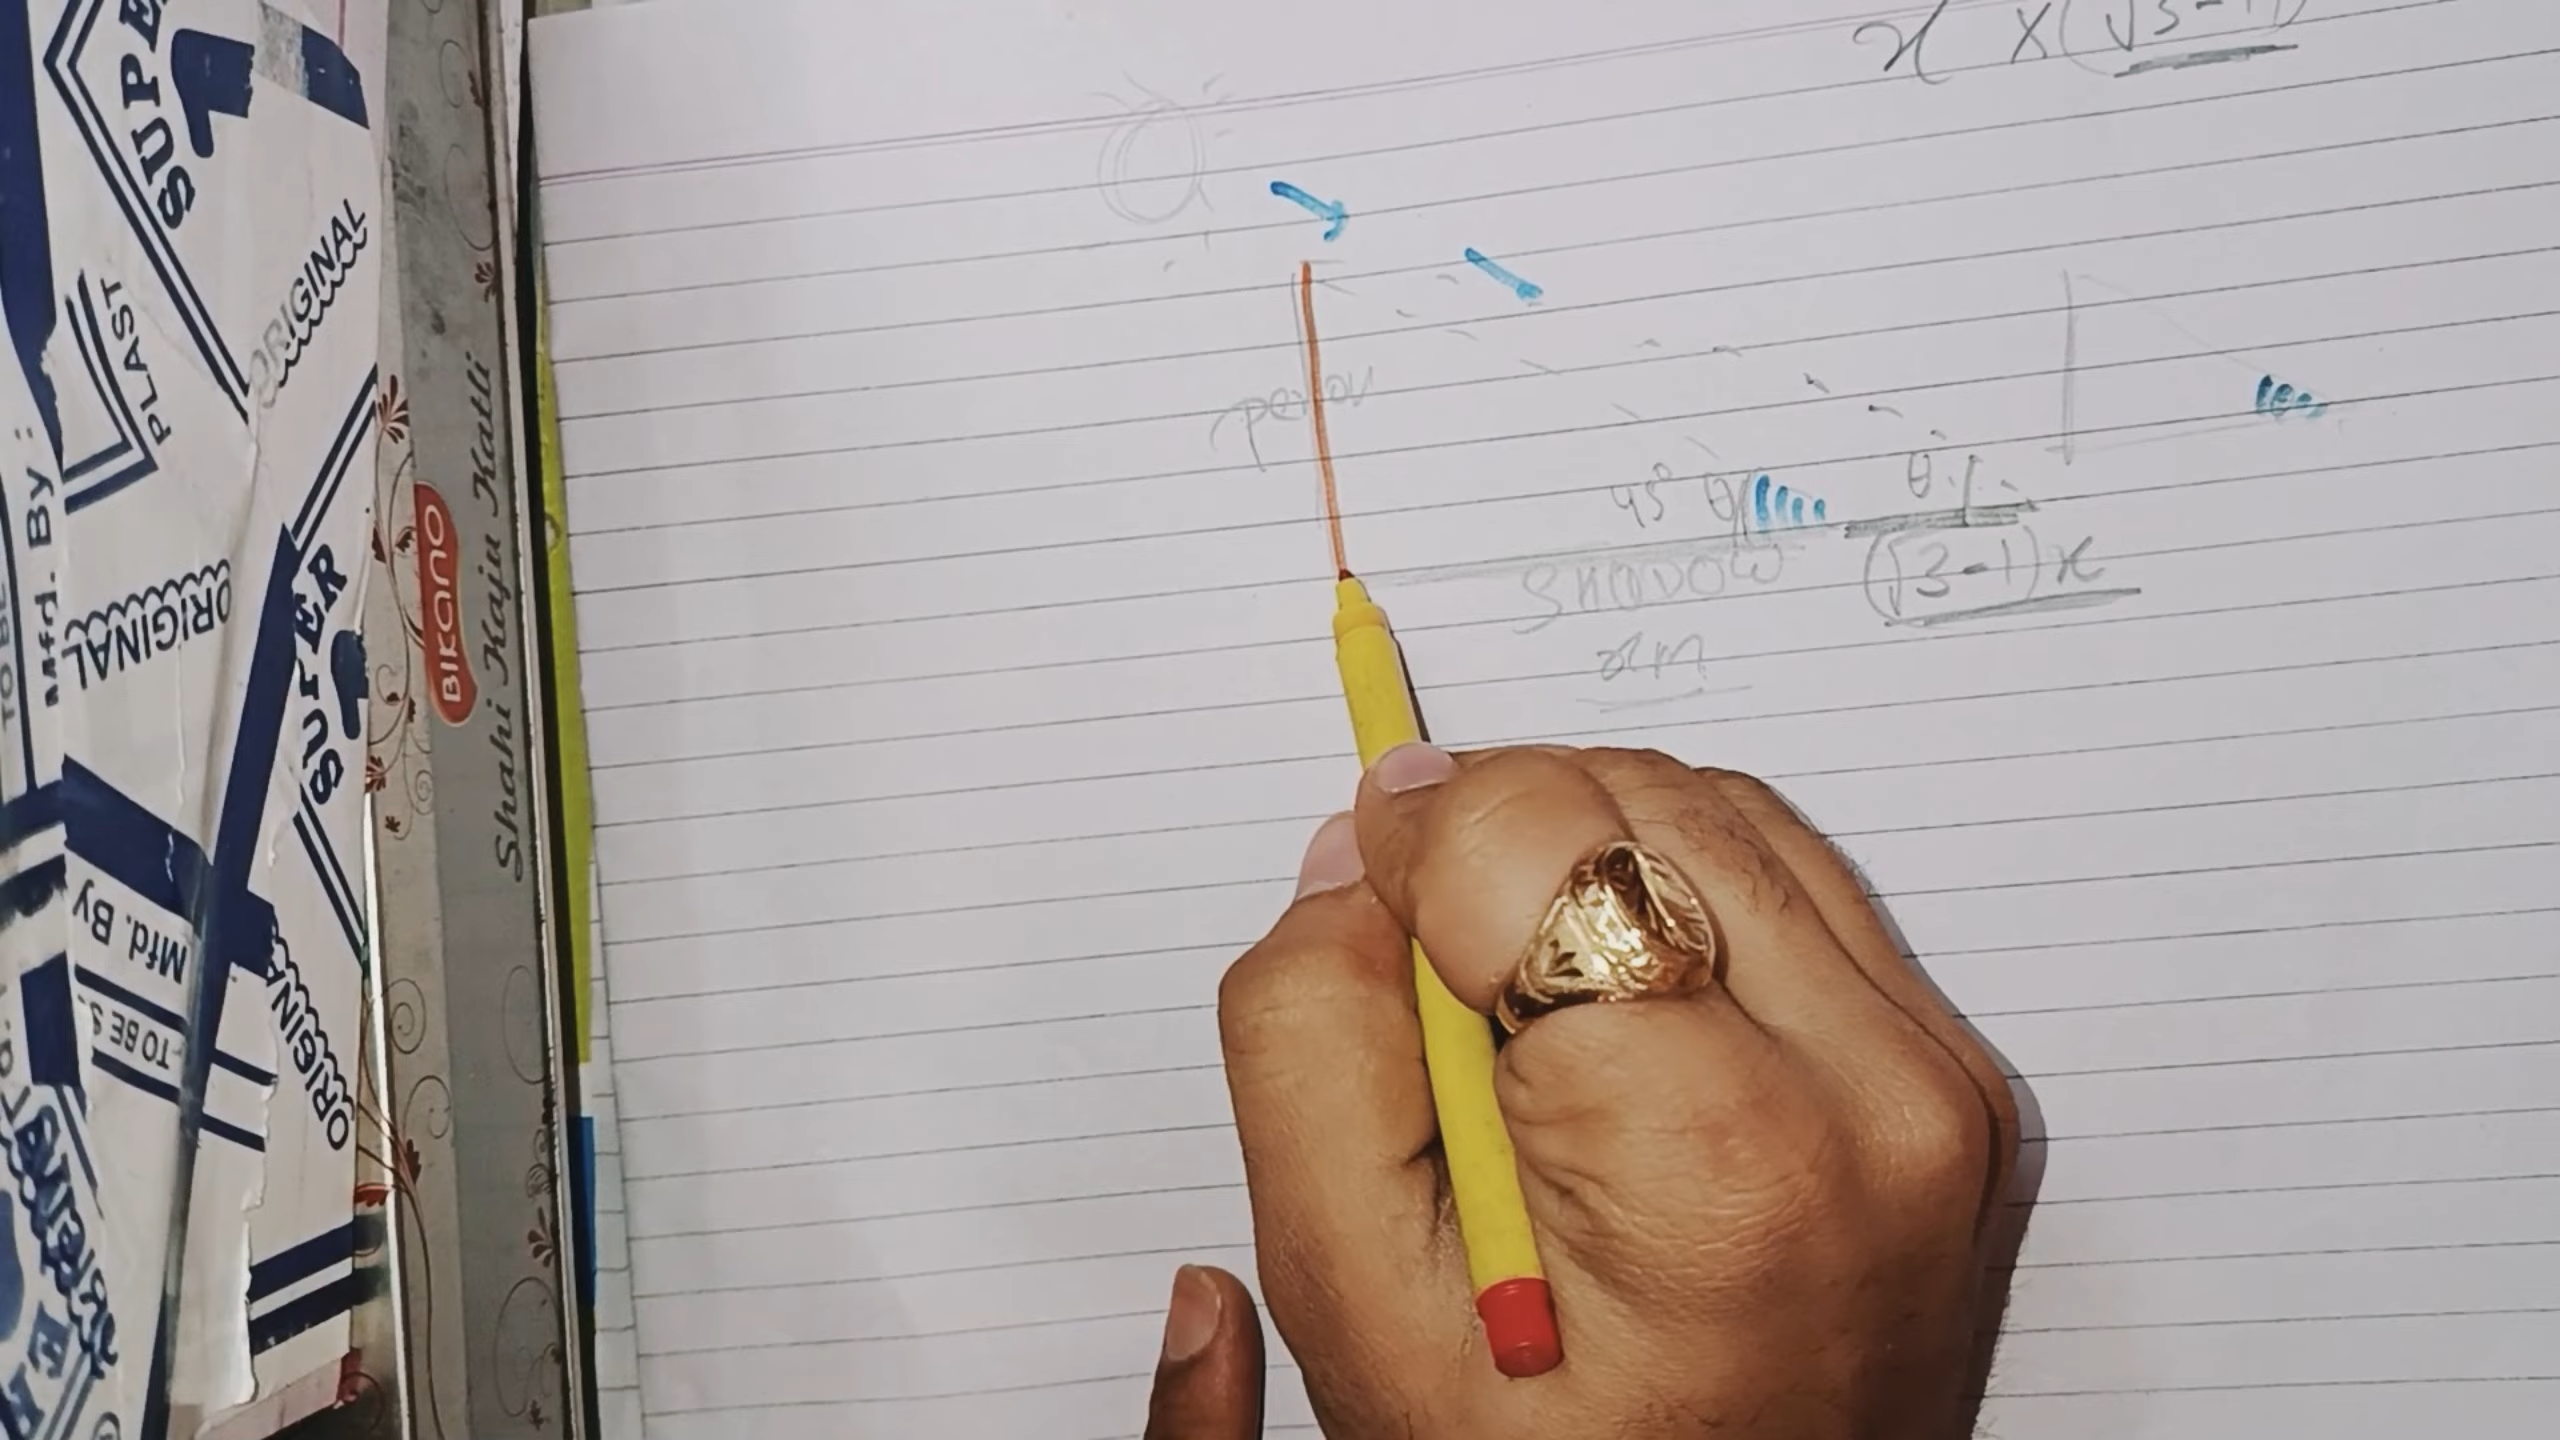 x x(√3-1)
person
45° θ
θ
SHADOW
(√3-1)x
xm
SUPER
ORIGINAL
PLAST
Mfd. By :
TO BE
ORIGINAL
SUPER
BIKANO
Shahi Kaju Katli
Mfd. By
TO BE S
ORIGINAL